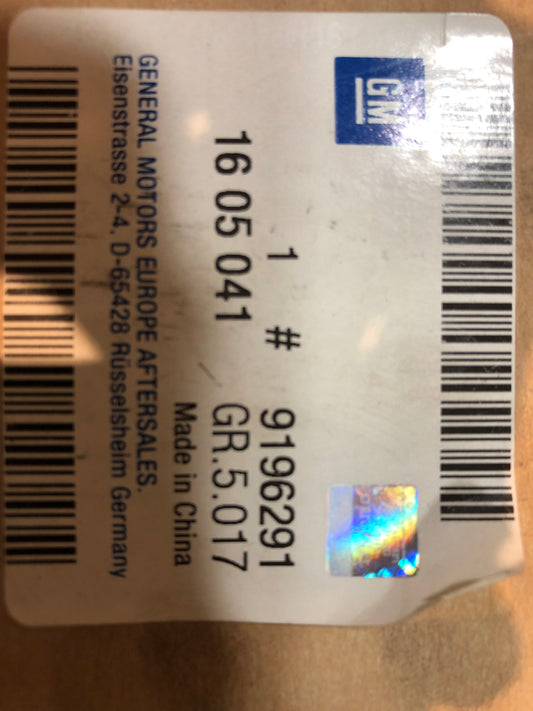 GM
1 # 9196291
16 05 041 GR.5.017
Made in China
GENERAL MOTORS EUROPE AFTERSALES.
Eisenstrasse 2-4, D-65428 Rüsselsheim Germany